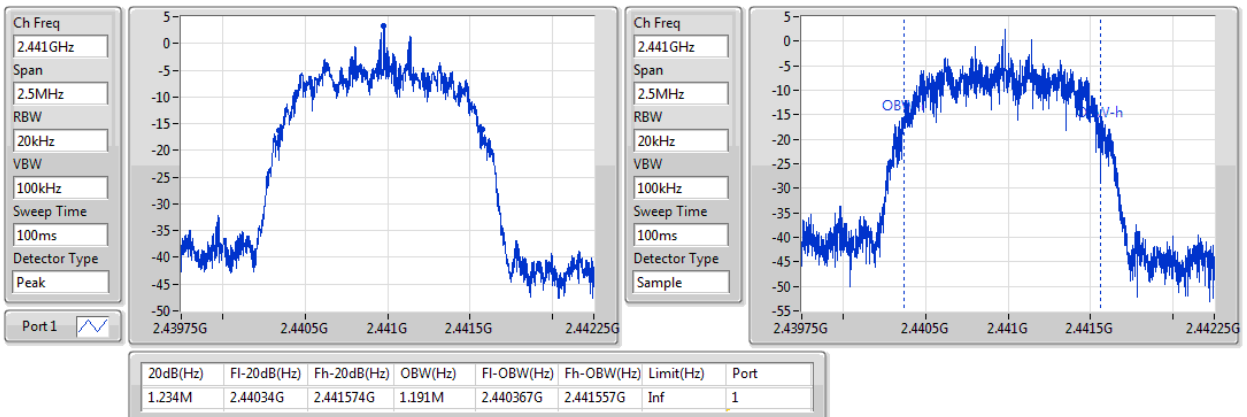 Ch Freq
2.441GHz
Span
2.5MHz
RBW
20kHz
VBW
100kHz
Sweep Time
100ms
Detector Type
Peak
Port 1
5
0
-5
-10
-15
-20
-25
-30
-35
-40
-45
-50
2.43975G 2.4405G 2.441G 2.4415G 2.44225G
Ch Freq
2.441GHz
Span
2.5MHz
RBW
20kHz
VBW
100kHz
Sweep Time
100ms
Detector Type
Sample
5
0
-5
-10
-15
-20
-25
-30
-35
-40
-45
-50
-55
2.43975G 2.4405G 2.441G 2.4415G 2.44225G
20dB(Hz) Fl-20dB(Hz) Fh-20dB(Hz) OBW(Hz) Fl-OBW(Hz) Fh-OBW(Hz) Limit(Hz) Port
1.234M 2.44034G 2.441574G 1.191M 2.440367G 2.441557G Inf 1